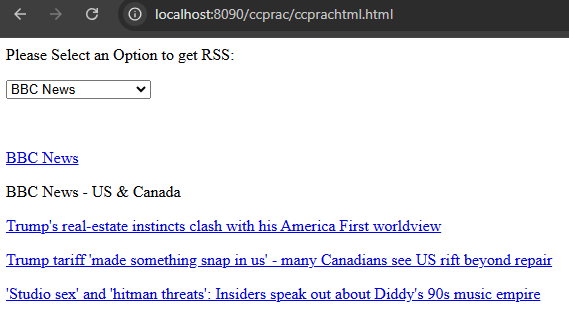 localhost:8090/ccprac/ccprachtml.html
Please Select an Option to get RSS:
BBC News
BBC News
BBC News - US & Canada
Trump's real-estate instincts clash with his America First worldview
Trump tariff 'made something snap in us' - many Canadians see US rift beyond repair
'Studio sex' and 'hitman threats': Insiders speak out about Diddy's 90s music empire